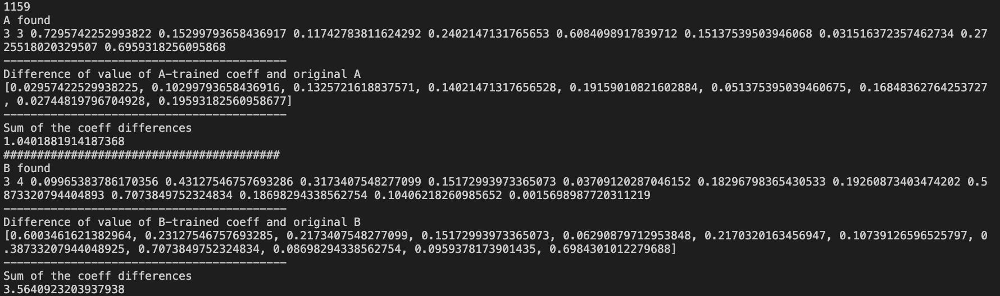 1159
A found
3 3 0.7295742252993822 0.15299793658436917 0.11742783811624292 0.2402147131765653 0.6084098917839712 0.15137539503946068 0.031516372357462734 0.27
25518020329507 0.6959318256095868
------------------------------------------
Difference of value of A-trained coeff and original A
[0.02957422529938225, 0.10299793658436916, 0.1325721618837571, 0.14021471317656528, 0.19159010821602884, 0.051375395039460675, 0.16848362764253727
, 0.02744819796704928, 0.19593182560958677]
------------------------------------------
Sum of the coeff differences
1.0401881914187368
#########################################
B found
3 4 0.09965383786170356 0.43127546757693286 0.3173407548277099 0.15172993973365073 0.03709120287046152 0.18296798365430533 0.19260873403474202 0.5
873320794404893 0.7073849752324834 0.18698294338562754 0.10406218260985652 0.0015698987720311219
------------------------------------------
Difference of value of B-trained coeff and original B
[0.6003461621382964, 0.23127546757693285, 0.2173407548277099, 0.15172993973365073, 0.06290879712953848, 0.2170320163456947, 0.10739126596525797, 0
.38733207944048925, 0.7073849752324834, 0.08698294338562754, 0.0959378173901435, 0.6984301012279688]
------------------------------------------
Sum of the coeff differences
3.5640923203937938